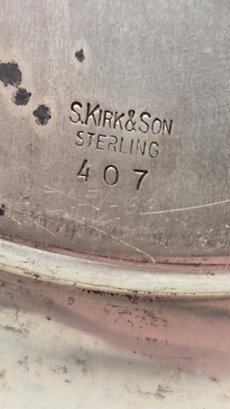 S. KIRK & SON
STERLING
407